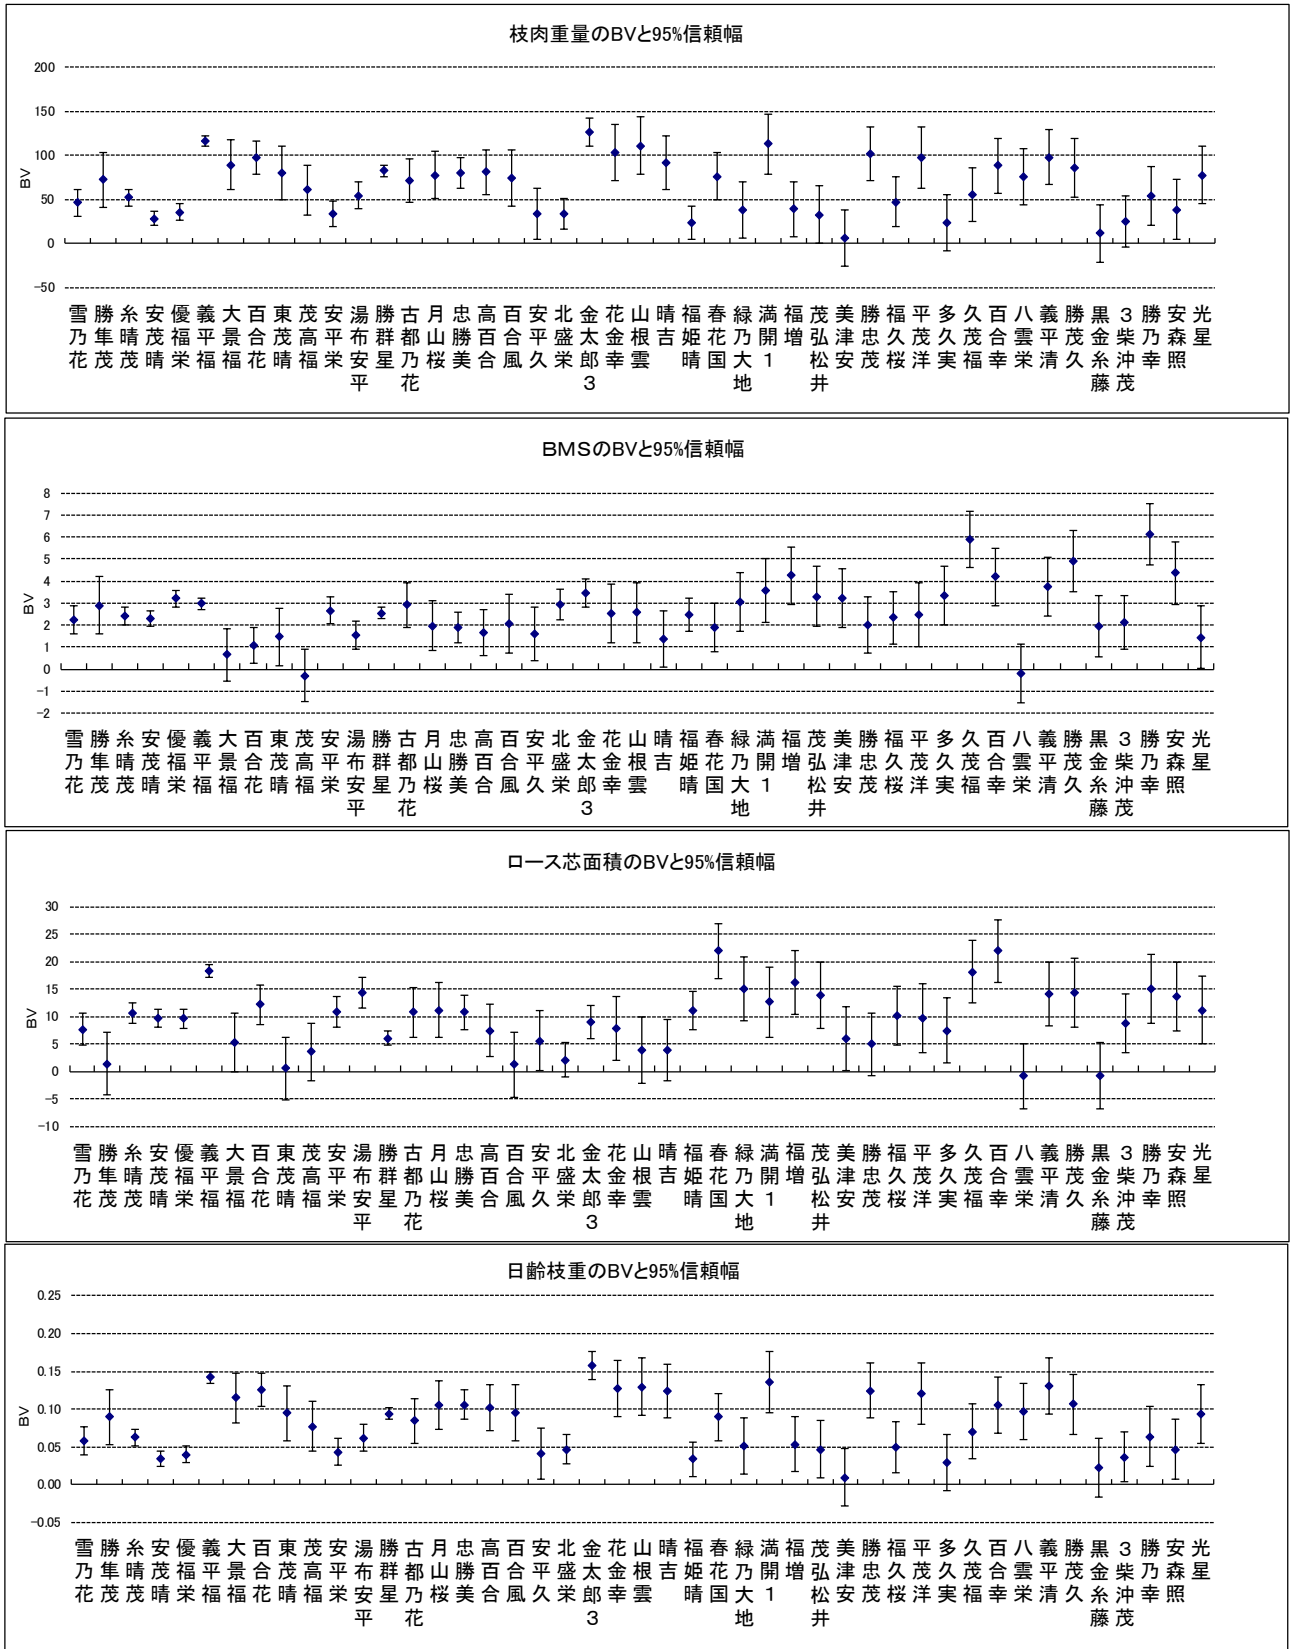 枝肉重量のBVと95%信頼幅
200
150
100
50
0
-50
BV
雪乃花 勝隼茂 糸晴茂 安茂晴 優福栄 義平福 大景福 百合花 東茂晴 茂高福 安平栄 湯布安平 勝群星 古都乃花 月山桜 忠勝美 高百合 百合風 安平久 北盛栄 金太郎3 花金幸 山根雲 晴吉 福姫晴 春花国 緑乃大地 満開1 福増 茂弘松井 美津安 勝忠茂 福久桜 平茂洋 多久実 久茂福 百合幸 八雲栄 義平清 勝茂久 黒金糸藤 3柴沖茂 勝乃幸 安森照 光星
BMSのBVと95%信頼幅
8
7
6
5
4
3
2
1
0
-1
-2
BV
雪乃花 勝隼茂 糸晴茂 安茂晴 優福栄 義平福 大景福 百合花 東茂晴 茂高福 安平栄 湯布安平 勝群星 古都乃花 月山桜 忠勝美 高百合 百合風 安平久 北盛栄 金太郎3 花金幸 山根雲 晴吉 福姫晴 春花国 緑乃大地 満開1 福増 茂弘松井 美津安 勝忠茂 福久桜 平茂洋 多久実 久茂福 百合幸 八雲栄 義平清 勝茂久 黒金糸藤 3柴沖茂 勝乃幸 安森照 光星
ロース芯面積のBVと95%信頼幅
30
25
20
15
10
5
0
-5
-10
BV
雪乃花 勝隼茂 糸晴茂 安茂晴 優福栄 義平福 大景福 百合花 東茂晴 茂高福 安平栄 湯布安平 勝群星 古都乃花 月山桜 忠勝美 高百合 百合風 安平久 北盛栄 金太郎3 花金幸 山根雲 晴吉 福姫晴 春花国 緑乃大地 満開1 福増 茂弘松井 美津安 勝忠茂 福久桜 平茂洋 多久実 久茂福 百合幸 八雲栄 義平清 勝茂久 黒金糸藤 3柴沖茂 勝乃幸 安森照 光星
日齢枝重のBVと95%信頼幅
0.25
0.20
0.15
0.10
0.05
0.00
-0.05
BV
雪乃花 勝隼茂 糸晴茂 安茂晴 優福栄 義平福 大景福 百合花 東茂晴 茂高福 安平栄 湯布安平 勝群星 古都乃花 月山桜 忠勝美 高百合 百合風 安平久 北盛栄 金太郎3 花金幸 山根雲 晴吉 福姫晴 春花国 緑乃大地 満開1 福増 茂弘松井 美津安 勝忠茂 福久桜 平茂洋 多久実 久茂福 百合幸 八雲栄 義平清 勝茂久 黒金糸藤 3柴沖茂 勝乃幸 安森照 光星